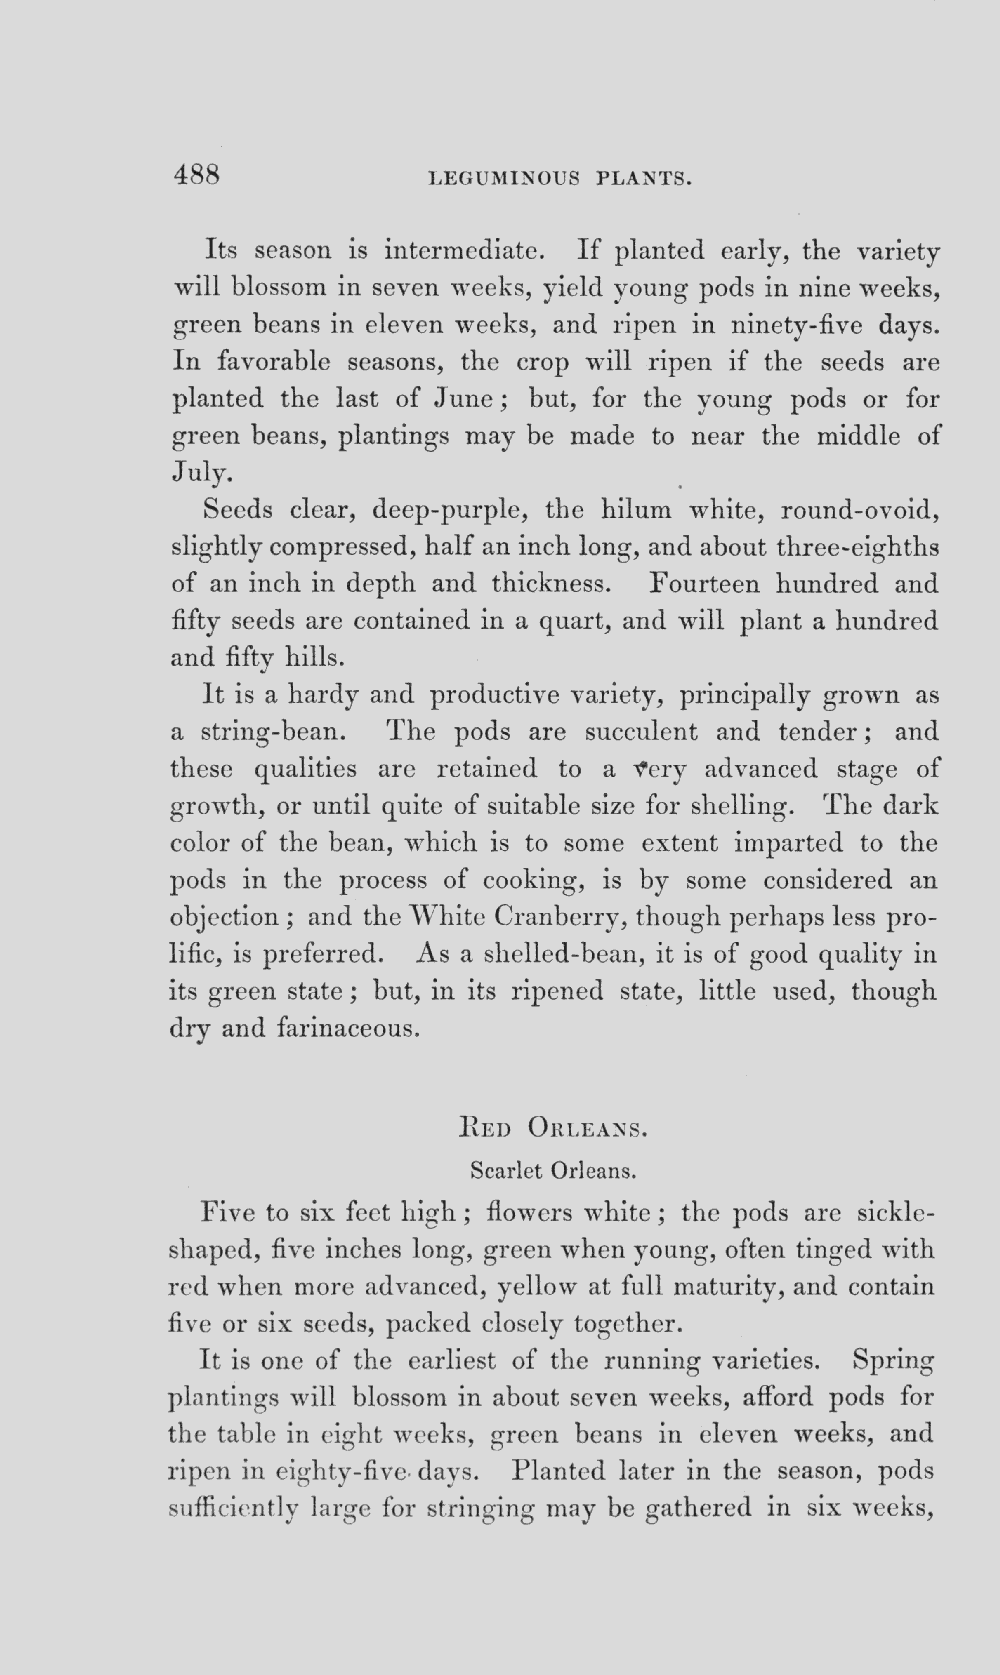 488
LEGUMINOUS PLANTS.
Its season is intermediate. If planted early, the variety
will blossom in seven weeks, yield young pods in nine weeks,
green beans in eleven weeks, and ripen in ninety-five days.
In favorable seasons, the crop will ripen if the seeds are
planted the last of June; but, for the young pods or for
green beans, plantings may be made to near the middle of
July.
Seeds clear, deep-purple, the hilum white, round-ovoid,
slightly compressed, half an inch long, and about three-eighths
of an inch in depth and thickness. Fourteen hundred and
fifty seeds are contained in a quart, and will plant a hundred
and fifty hills.
It is a hardy and productive variety, principally grown as
a string-bean. The pods are succulent and tender; and
these qualities are retained to a very advanced stage of
growth, or until quite of suitable size for shelling. The dark
color of the bean, which is to some extent imparted to the
pods in the process of cooking, is by some considered an
objection; and the White Cranberry, though perhaps less pro-
lific, is preferred. As a shelled-bean, it is of good quality in
its green state; but, in its ripened state, little used, though
dry and farinaceous.
RED ORLEANS.
Scarlet Orleans.
Five to six feet high; flowers white; the pods are sickle-
shaped, five inches long, green when young, often tinged with
red when more advanced, yellow at full maturity, and contain
five or six seeds, packed closely together.
It is one of the earliest of the running varieties. Spring
plantings will blossom in about seven weeks, afford pods for
the table in eight weeks, green beans in eleven weeks, and
ripen in eighty-five days. Planted later in the season, pods
sufficiently large for stringing may be gathered in six weeks,